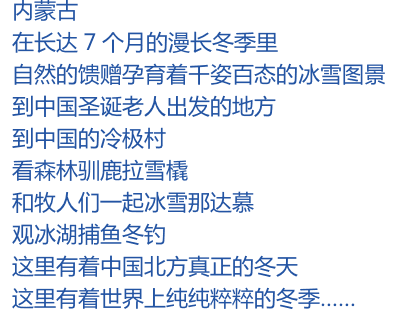 内蒙古
在长达 7 个月的漫长冬季里
自然的馈赠孕育着千姿百态的冰雪图景
到中国圣诞老人出发的地方
到中国的冷极村
看森林驯鹿拉雪橇
和牧人们一起冰雪那达慕
观冰湖捕鱼冬钓
这里有着中国北方真正的冬天
这里有着世界上纯纯粹粹的冬季......